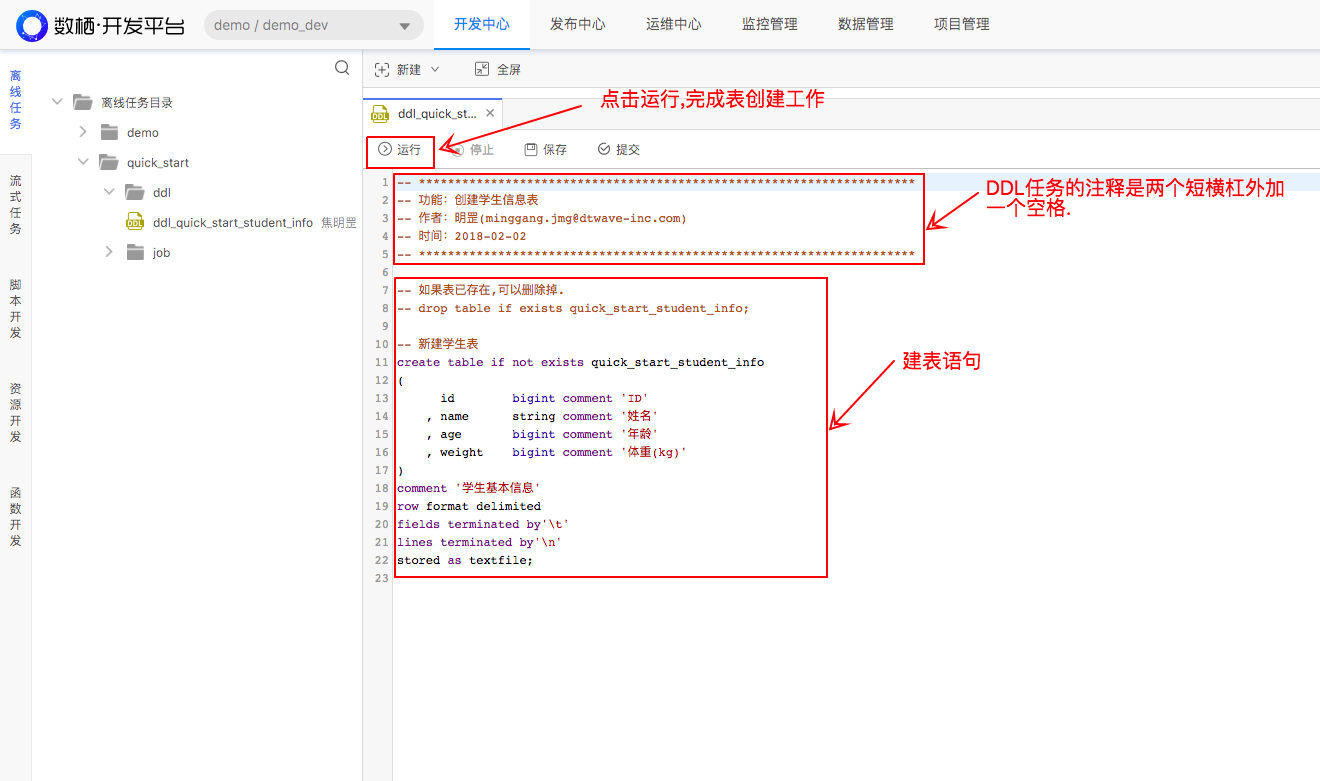 数栖·开发平台 demo / demo_dev 开发中心 发布中心 运维中心 监控管理 数据管理 项目管理
离线任务
流式任务
脚本开发
资源开发
函数开发
离线任务目录
demo
quick_start
ddl
DDL ddl_quick_start_student_info 焦明罡
job
新建 全屏
DDL ddl_quick_st... ×
点击运行,完成表创建工作
运行 停止 保存 提交
1 -- *********************************************************************
2 -- 功能: 创建学生信息表
3 -- 作者: 明罡(minggang.jmg@dtwave-inc.com)
4 -- 时间: 2018-02-02
5 -- *********************************************************************
6
7 -- 如果表已存在,可以删除掉.
8 -- drop table if exists quick_start_student_info;
9
10 -- 新建学生表
11 create table if not exists quick_start_student_info
12 (
13 id bigint comment 'ID'
14 , name string comment '姓名'
15 , age bigint comment '年龄'
16 , weight bigint comment '体重(kg)'
17 )
18 comment '学生基本信息'
19 row format delimited
20 fields terminated by'\t'
21 lines terminated by'\n'
22 stored as textfile;
23
DDL任务的注释是两个短横杠外加
一个空格.
建表语句